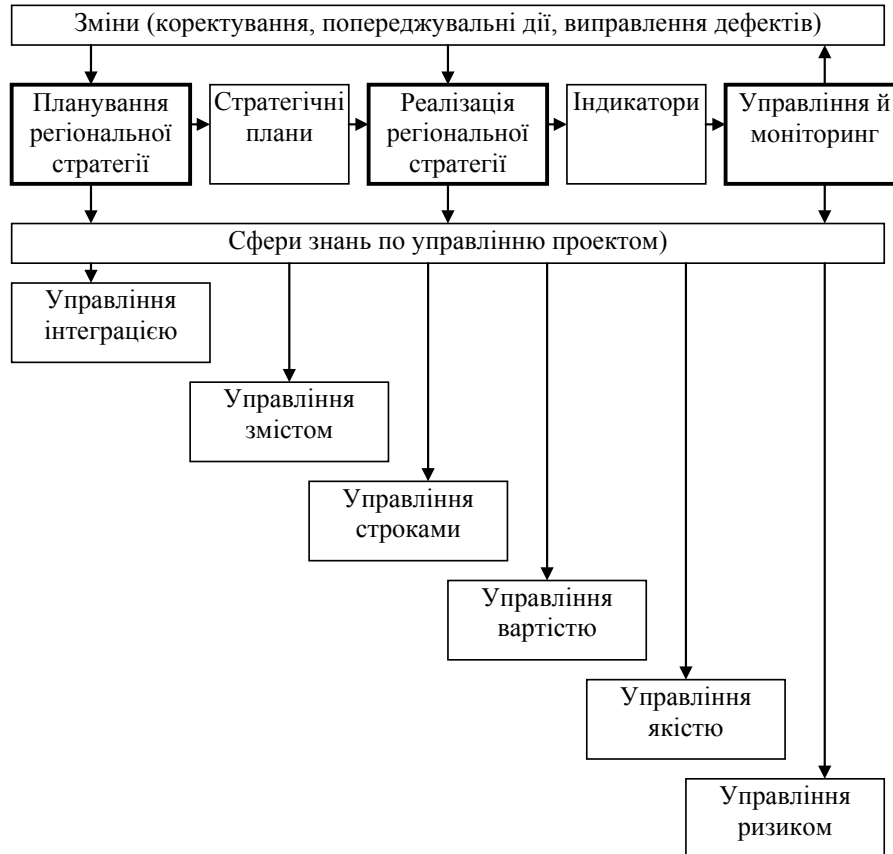 Зміни (коректування, попереджувальні дії, виправлення дефектів)
Планування
регіональної
стратегії
Стратегічні
плани
Реалізація
регіональної
стратегії
Індикатори
Управління й
моніторинг
Сфери знань по управлінню проектом)
Управління
інтеграцією
Управління
змістом
Управління
строками
Управління
вартістю
Управління
якістю
Управління
ризиком